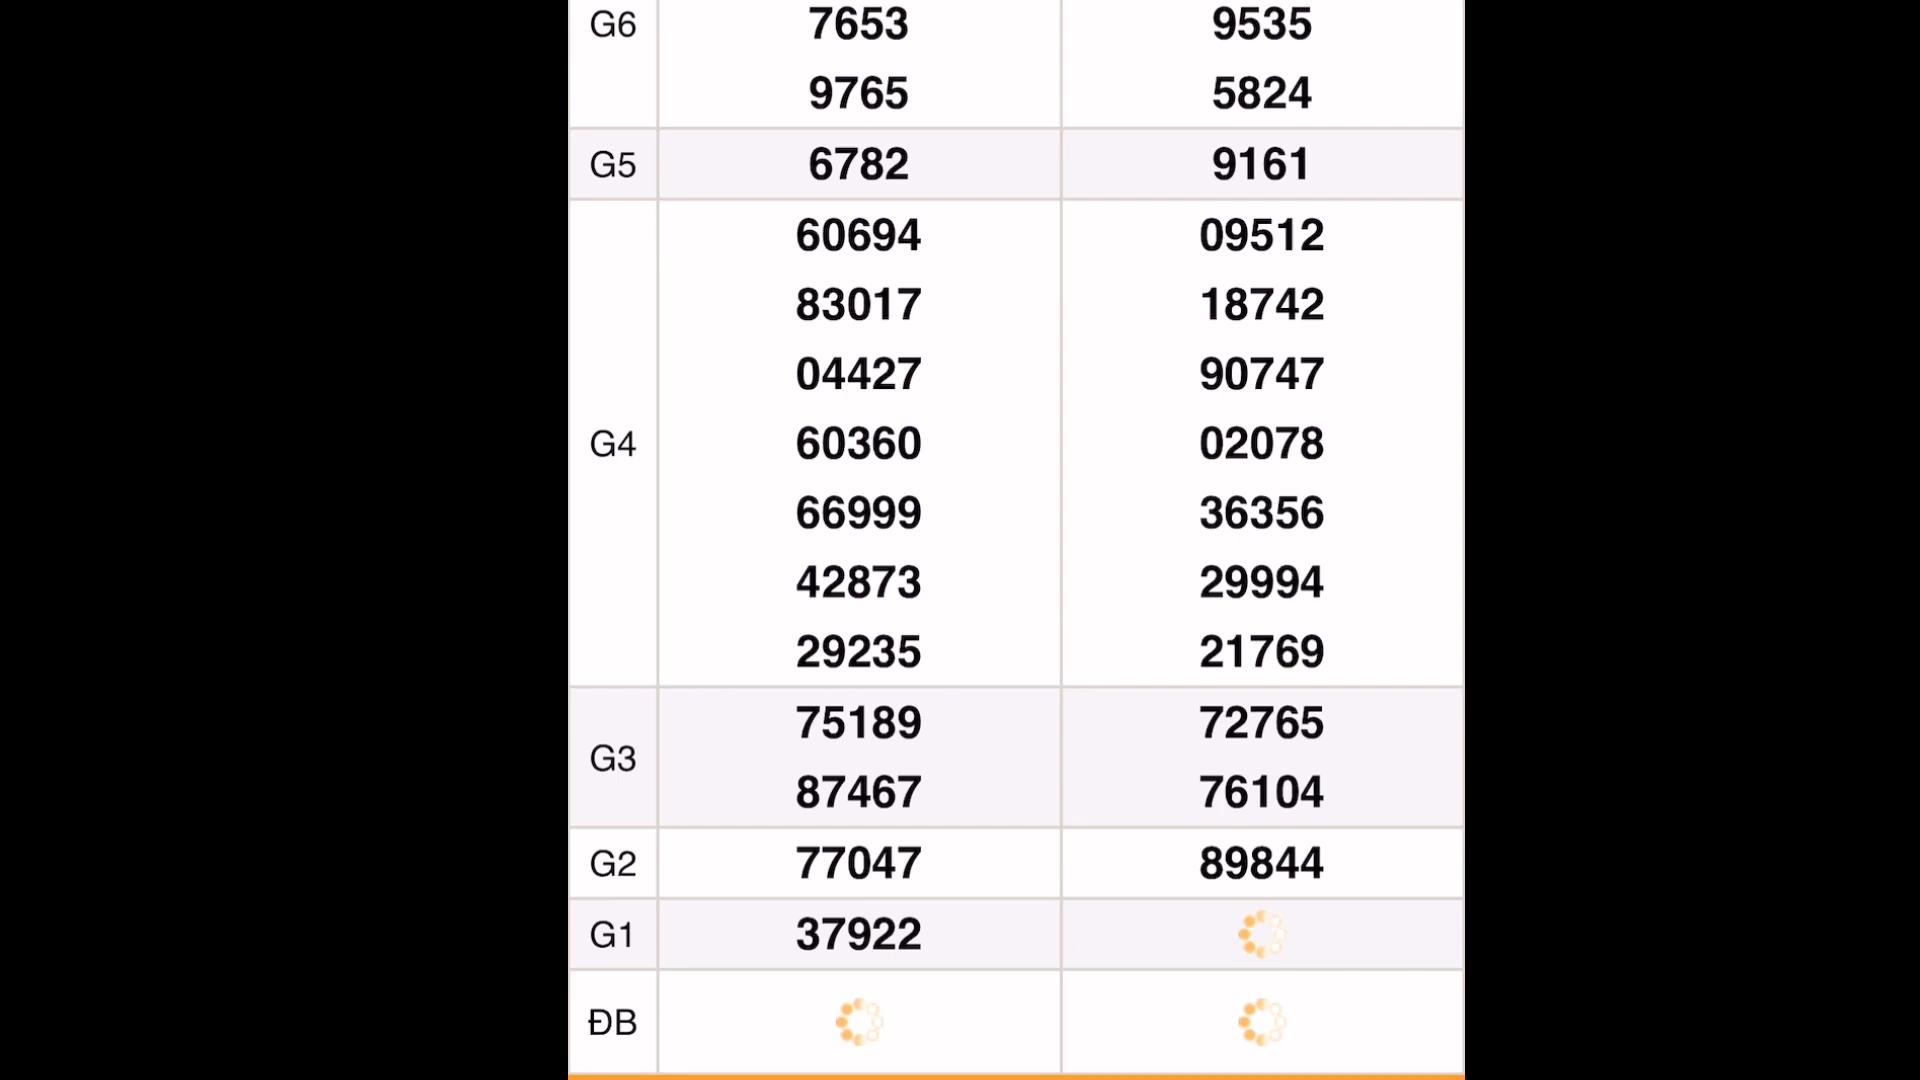 G6 7653 9535
9765 5824
G5 6782 9161
60694 09512
83017 18742
04427 90747
G4 60360 02078
66999 36356
42873 29994
29235 21769
G3 75189 72765
87467 76104
G2 77047 89844
G1 37922
ĐB